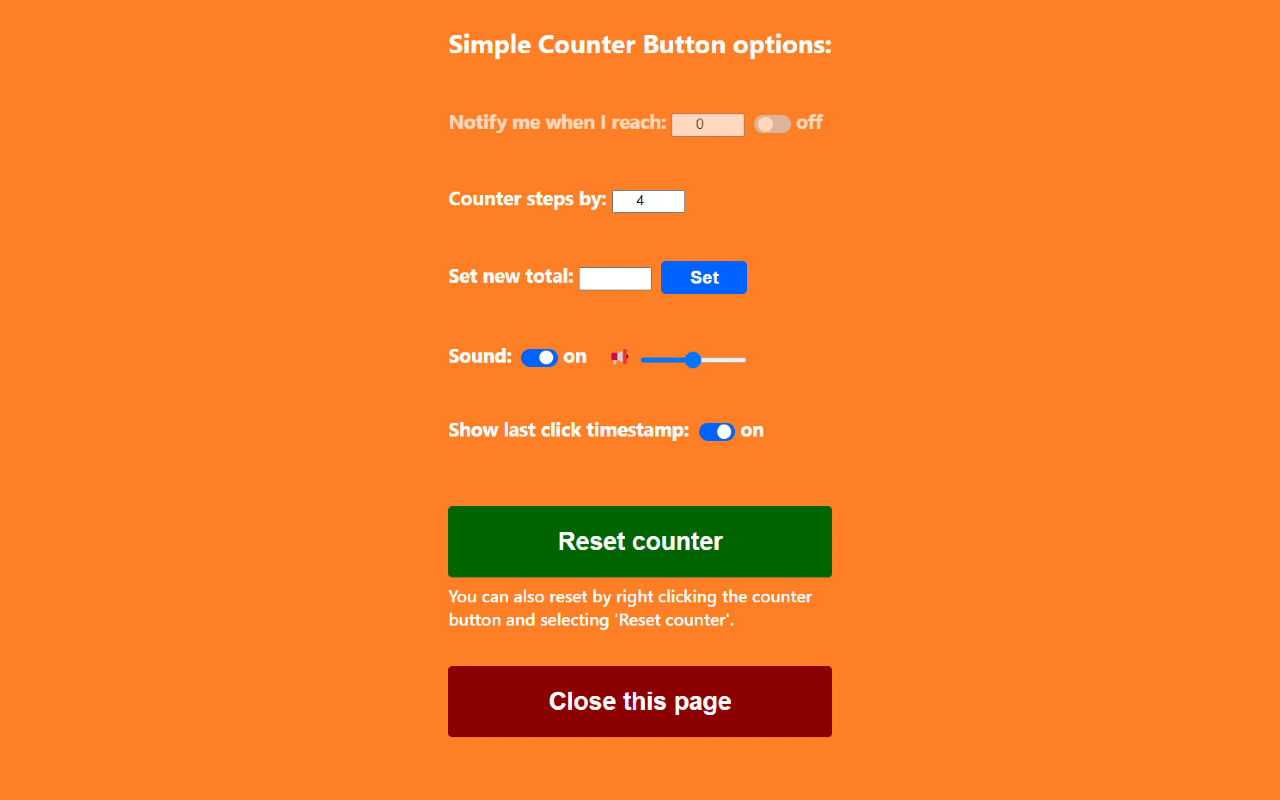 Simple Counter Button options:
Notify me when I reach: 0 off
Counter steps by: 4
Set new total: Set
Sound: on
Show last click timestamp: on
Reset counter
You can also reset by right clicking the counter
button and selecting 'Reset counter'.
Close this page